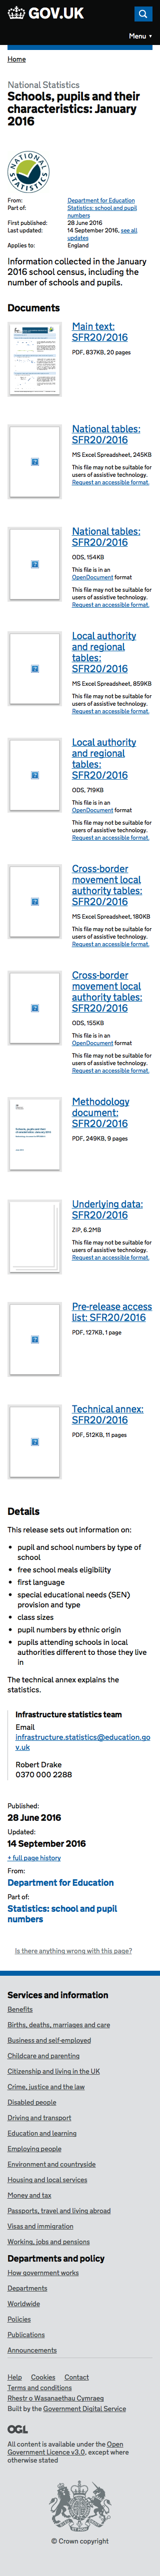 GOV.UK
Menu
Home
National Statistics
Schools, pupils and their
characteristics: January
2016
NATIONAL STATISTICS
From:
Department for Education
Part of:
Statistics: school and pupil
numbers
First published:
28 June 2016
Last updated:
14 September 2016, see all
updates
Applies to:
England
Information collected in the January
2016 school census, including the
number of schools and pupils.
Documents
Main text:
SFR20/2016
PDF, 837KB, 20 pages
National tables:
SFR20/2016
MS Excel Spreadsheet, 245KB
This file may not be suitable for
users of assistive technology.
Request an accessible format.
National tables:
SFR20/2016
ODS, 154KB
This file is in an
OpenDocument format
This file may not be suitable for
users of assistive technology.
Request an accessible format.
Local authority
and regional
tables:
SFR20/2016
MS Excel Spreadsheet, 859KB
This file may not be suitable for
users of assistive technology.
Request an accessible format.
Local authority
and regional
tables:
SFR20/2016
ODS, 719KB
This file is in an
OpenDocument format
This file may not be suitable for
users of assistive technology.
Request an accessible format.
Cross-border
movement local
authority tables:
SFR20/2016
MS Excel Spreadsheet, 180KB
This file may not be suitable for
users of assistive technology.
Request an accessible format.
Cross-border
movement local
authority tables:
SFR20/2016
ODS, 155KB
This file is in an
OpenDocument format
This file may not be suitable for
users of assistive technology.
Request an accessible format.
Methodology
document:
SFR20/2016
PDF, 249KB, 9 pages
Underlying data:
SFR20/2016
ZIP, 6.2MB
This file may not be suitable for
users of assistive technology.
Request an accessible format.
Pre-release access
list: SFR20/2016
PDF, 127KB, 1 page
Technical annex:
SFR20/2016
PDF, 512KB, 11 pages
Details
This release sets out information on:
pupil and school numbers by type of
school
free school meals eligibility
first language
special educational needs (SEN)
provision and type
class sizes
pupil numbers by ethnic origin
pupils attending schools in local
authorities different to those they live
in
The technical annex explains the
statistics.
Infrastructure statistics team
Email
infrastructure.statistics@education.go
v.uk
Robert Drake
0370 000 2288
Published:
28 June 2016
Updated:
14 September 2016
+ full page history
From:
Department for Education
Part of:
Statistics: school and pupil
numbers
Is there anything wrong with this page?
Services and information
Benefits
Births, deaths, marriages and care
Business and self-employed
Childcare and parenting
Citizenship and living in the UK
Crime, justice and the law
Disabled people
Driving and transport
Education and learning
Employing people
Environment and countryside
Housing and local services
Money and tax
Passports, travel and living abroad
Visas and immigration
Working, jobs and pensions
Departments and policy
How government works
Departments
Worldwide
Policies
Publications
Announcements
Help Cookies Contact
Terms and conditions
Rhestr o Wasanaethau Cymraeg
Built by the Government Digital Service
OGL
All content is available under the Open
Government Licence v3.0, except where
otherwise stated
© Crown copyright